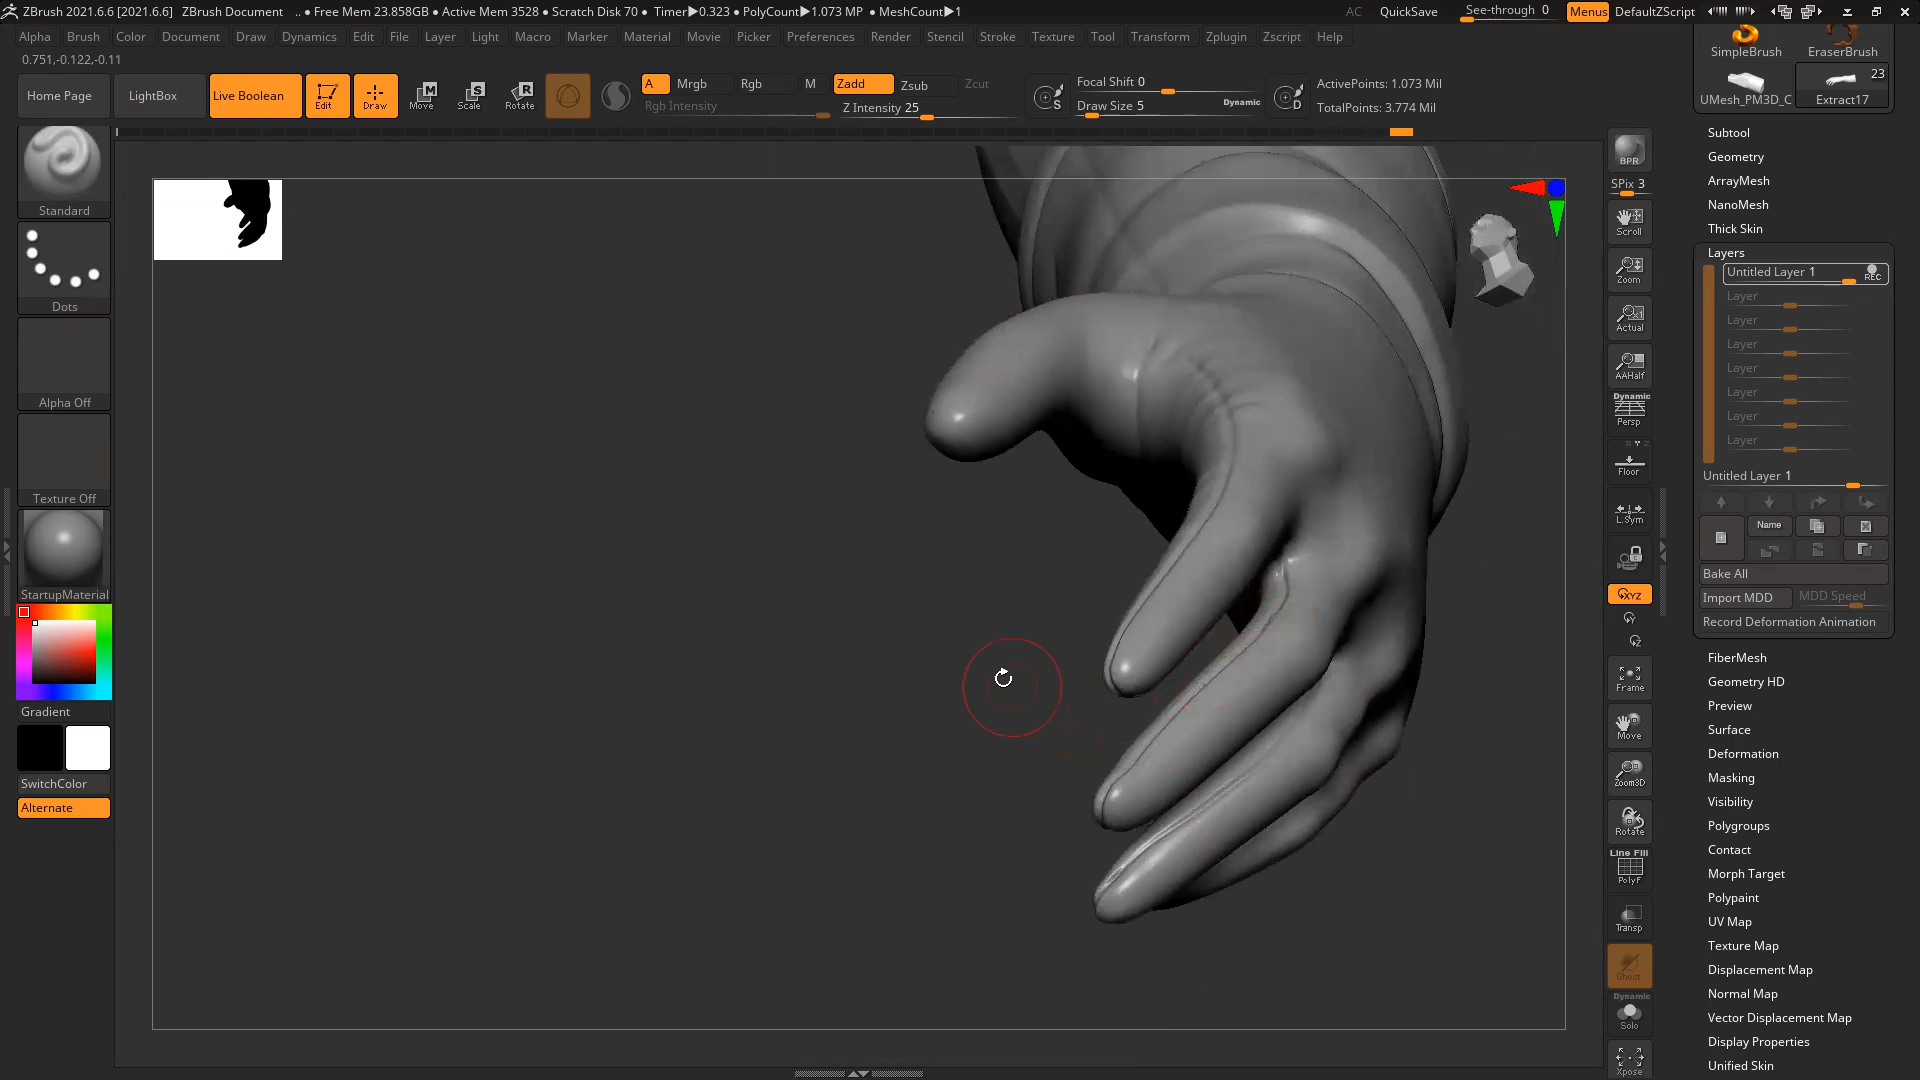 ZBrush 2021.6.6 [2021.6.6] ZBrush Document .. ● Free Mem 23.858GB ● Active Mem 3528 ● Scratch Disk 70 ● Timer▶0.323 ● PolyCount▶1.073 MP ● MeshCount▶1 AC QuickSave See-through 0 Menus DefaultZScript
Alpha Brush Color Document Draw Dynamics Edit File Layer Light Macro Marker Material Movie Picker Preferences Render Stencil Stroke Texture Tool Transform Zplugin Zscript Help
0.751,-0.122,-0.11
Home Page LightBox Live Boolean Edit Draw Move Scale Rotate
M S R
A Mrgb Rgb M Zadd Zsub Zcut
Rgb Intensity Z Intensity 25
S Focal Shift 0
Draw Size 5 Dynamic
D ActivePoints: 1.073 Mil
TotalPoints: 3.774 Mil
Standard
Dots
Alpha Off
Texture Off
StartupMaterial
Gradient
SwitchColor
Alternate
BPR
SPix 3
Scroll
Zoom
Actual
AAHalf
Dynamic
Persp
Floor
L.Sym
XYZ
Y
Z
Frame
Move
Zoom3D
Rotate
Line Fill
PolyF
Transp
Ghost
Dynamic
Solo
Xpose
SimpleBrush EraserBrush
23
UMesh_PM3D_C Extract17
Subtool
Geometry
ArrayMesh
NanoMesh
Thick Skin
Layers
Untitled Layer 1 REC
Layer
Layer
Layer
Layer
Layer
Layer
Layer
Untitled Layer 1
Name
Bake All
Import MDD MDD Speed
Record Deformation Animation
FiberMesh
Geometry HD
Preview
Surface
Deformation
Masking
Visibility
Polygroups
Contact
Morph Target
Polypaint
UV Map
Texture Map
Displacement Map
Normal Map
Vector Displacement Map
Display Properties
Unified Skin